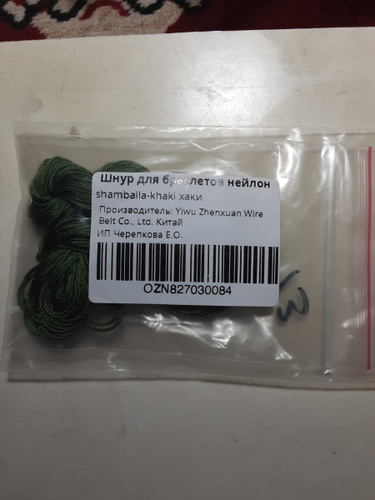 Шнур для браслетов нейлон
shamballa-khaki хаки
Производитель: Yiwu Zhenxuan Wire
Belt Co., Ltd. Китай
ИП Черепкова Е.О.
OZN827030084